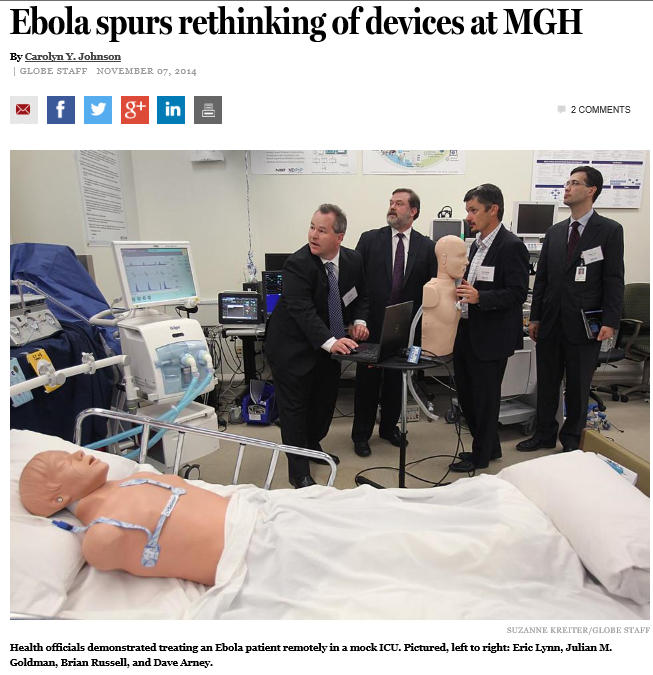 Ebola spurs rethinking of devices at MGH
By Carolyn Y. Johnson
| GLOBE STAFF NOVEMBER 07, 2014
f g+ in
2 COMMENTS
SUZANNE KREITER/GLOBE STAFF
Health officials demonstrated treating an Ebola patient remotely in a mock ICU. Pictured, left to right: Eric Lynn, Julian M.
Goldman, Brian Russell, and Dave Arney.